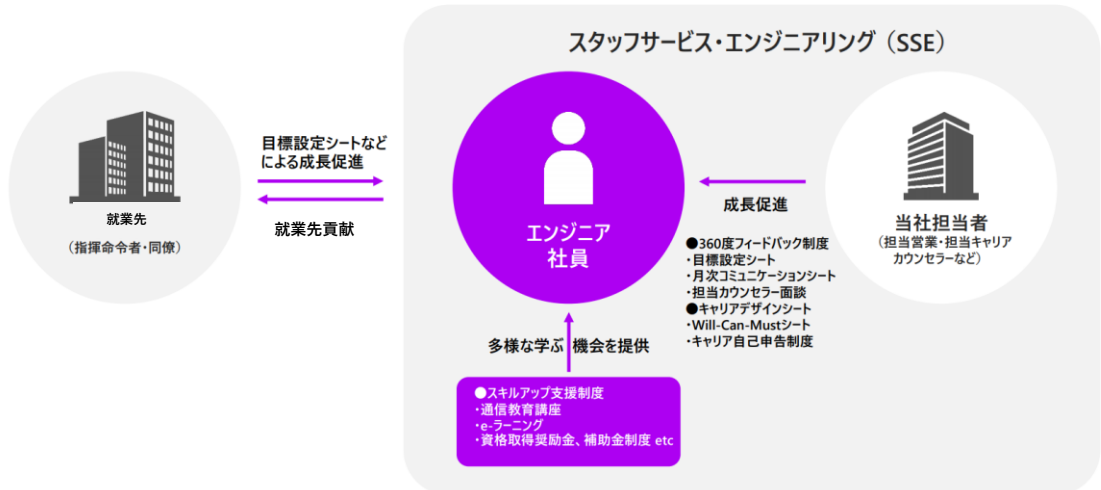 スタッフサービス・エンジニアリング（SSE）
目標設定シートなど
による成長促進
就業先貢献
就業先
（指揮命令者・同僚）
エンジニア
社員
成長促進
当社担当者
（担当営業・担当キャリア
カウンセラーなど）
●360度フィードバック制度
・目標設定シート
・月次コミュニケーションシート
・担当カウンセラー面談
●キャリアデザインシート
・Will-Can-Mustシート
・キャリア自己申告制度
多様な学ぶ 機会を提供
●スキルアップ支援制度
・通信教育講座
・e-ラーニング
・資格取得奨励金、補助金制度 etc